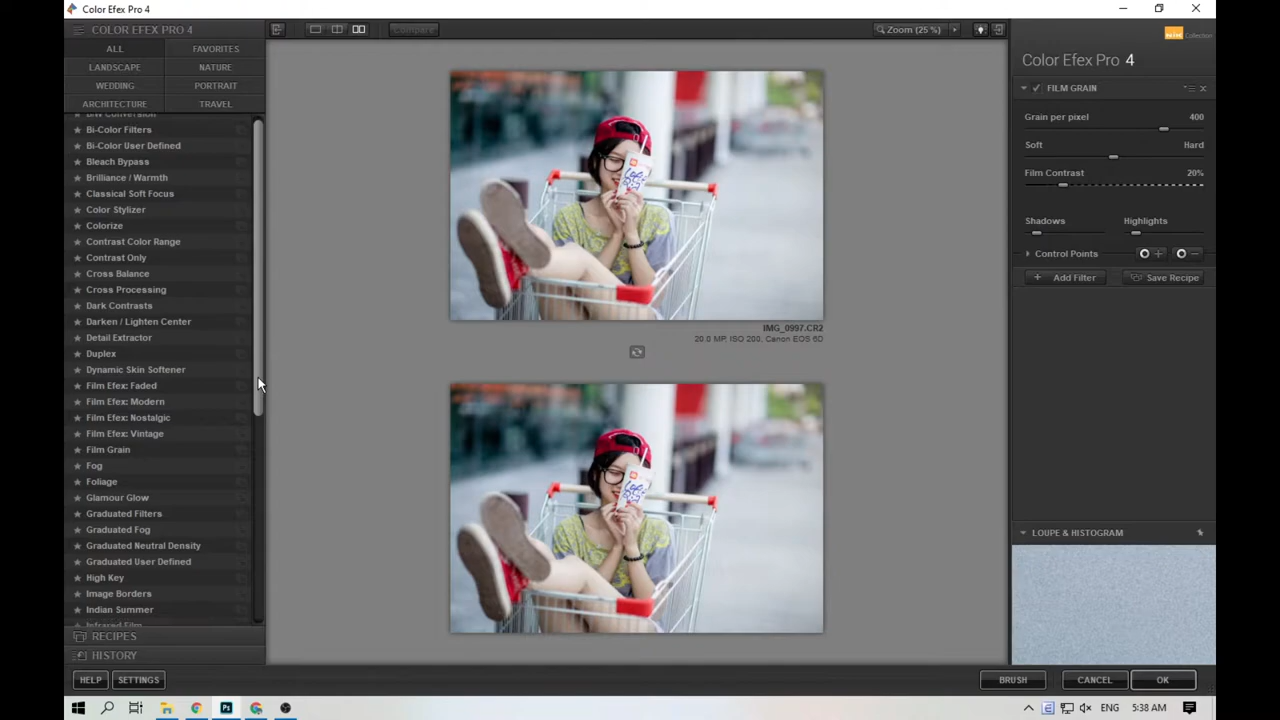 Color Efex Pro 4
COLOR EFEX PRO 4
Compare
Zoom (25 %)
Collection
ALL
FAVORITES
LANDSCAPE
NATURE
WEDDING
PORTRAIT
ARCHITECTURE
TRAVEL
B/W Conversion
Bi-Color Filters
Bi-Color User Defined
Bleach Bypass
Brilliance / Warmth
Classical Soft Focus
Color Stylizer
Colorize
Contrast Color Range
Contrast Only
Cross Balance
Cross Processing
Dark Contrasts
Darken / Lighten Center
Detail Extractor
Duplex
Dynamic Skin Softener
Film Efex: Faded
Film Efex: Modern
Film Efex: Nostalgic
Film Efex: Vintage
Film Grain
Fog
Foliage
Glamour Glow
Graduated Filters
Graduated Fog
Graduated Neutral Density
Graduated User Defined
High Key
Image Borders
Indian Summer
Infrared Film
RECIPES
HISTORY
HELP
SETTINGS
IMG_0997.CR2
20.0 MP, ISO 200, Canon EOS 6D
Color Efex Pro 4
FILM GRAIN
Grain per pixel 400
Soft Hard
Film Contrast 20%
Shadows Highlights
Control Points
Add Filter
Save Recipe
LOUPE & HISTOGRAM
BRUSH
CANCEL
OK
Ps
ENG
5:38 AM